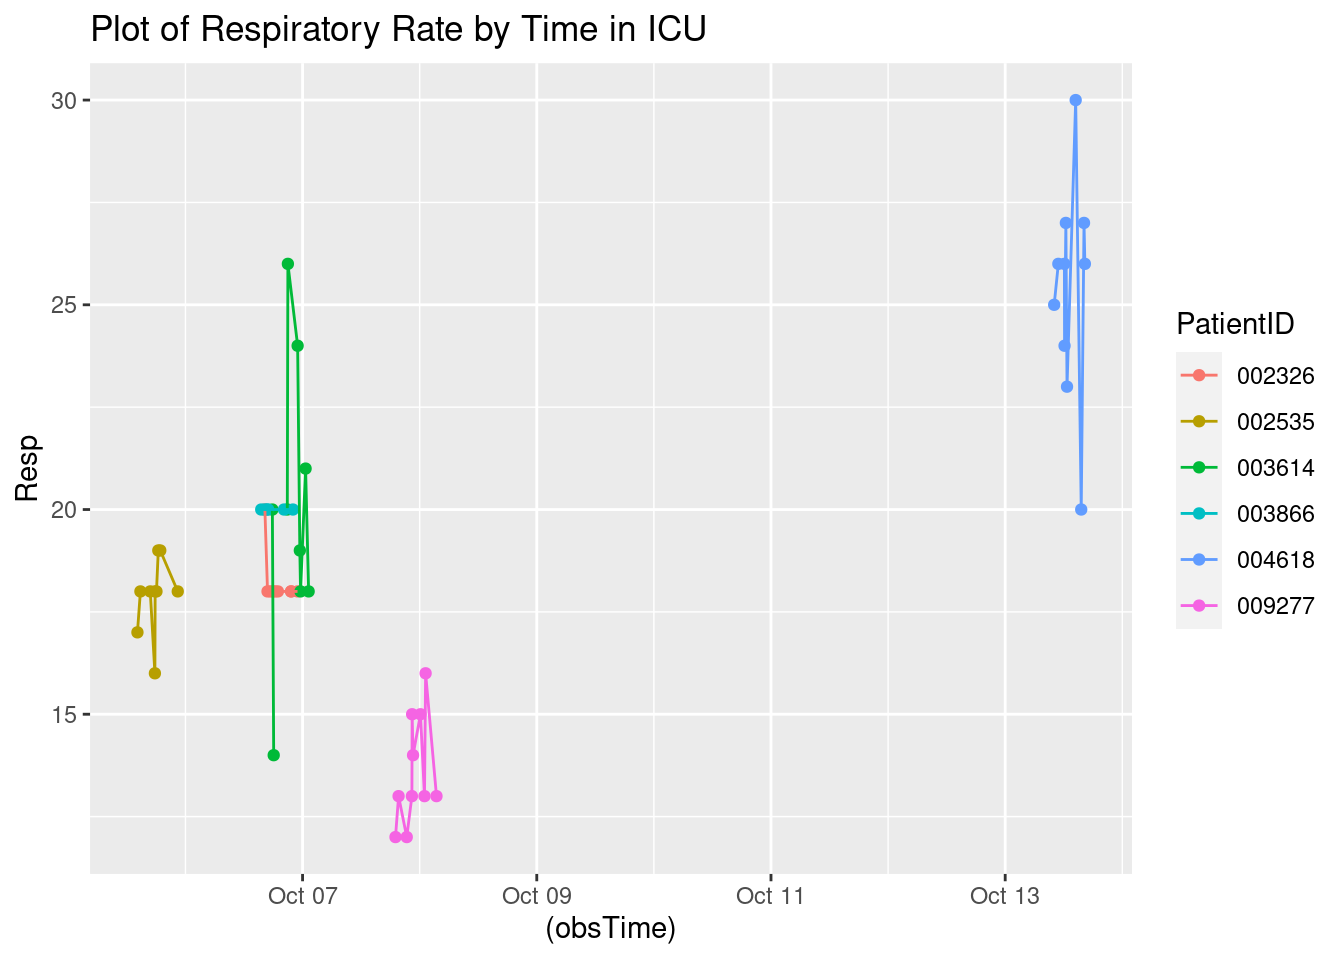 Plot of Respiratory Rate by Time in ICU
30
25
20
15
Resp
Oct 07 Oct 09 Oct 11 Oct 13
(obsTime)
PatientID
002326
002535
003614
003866
004618
009277